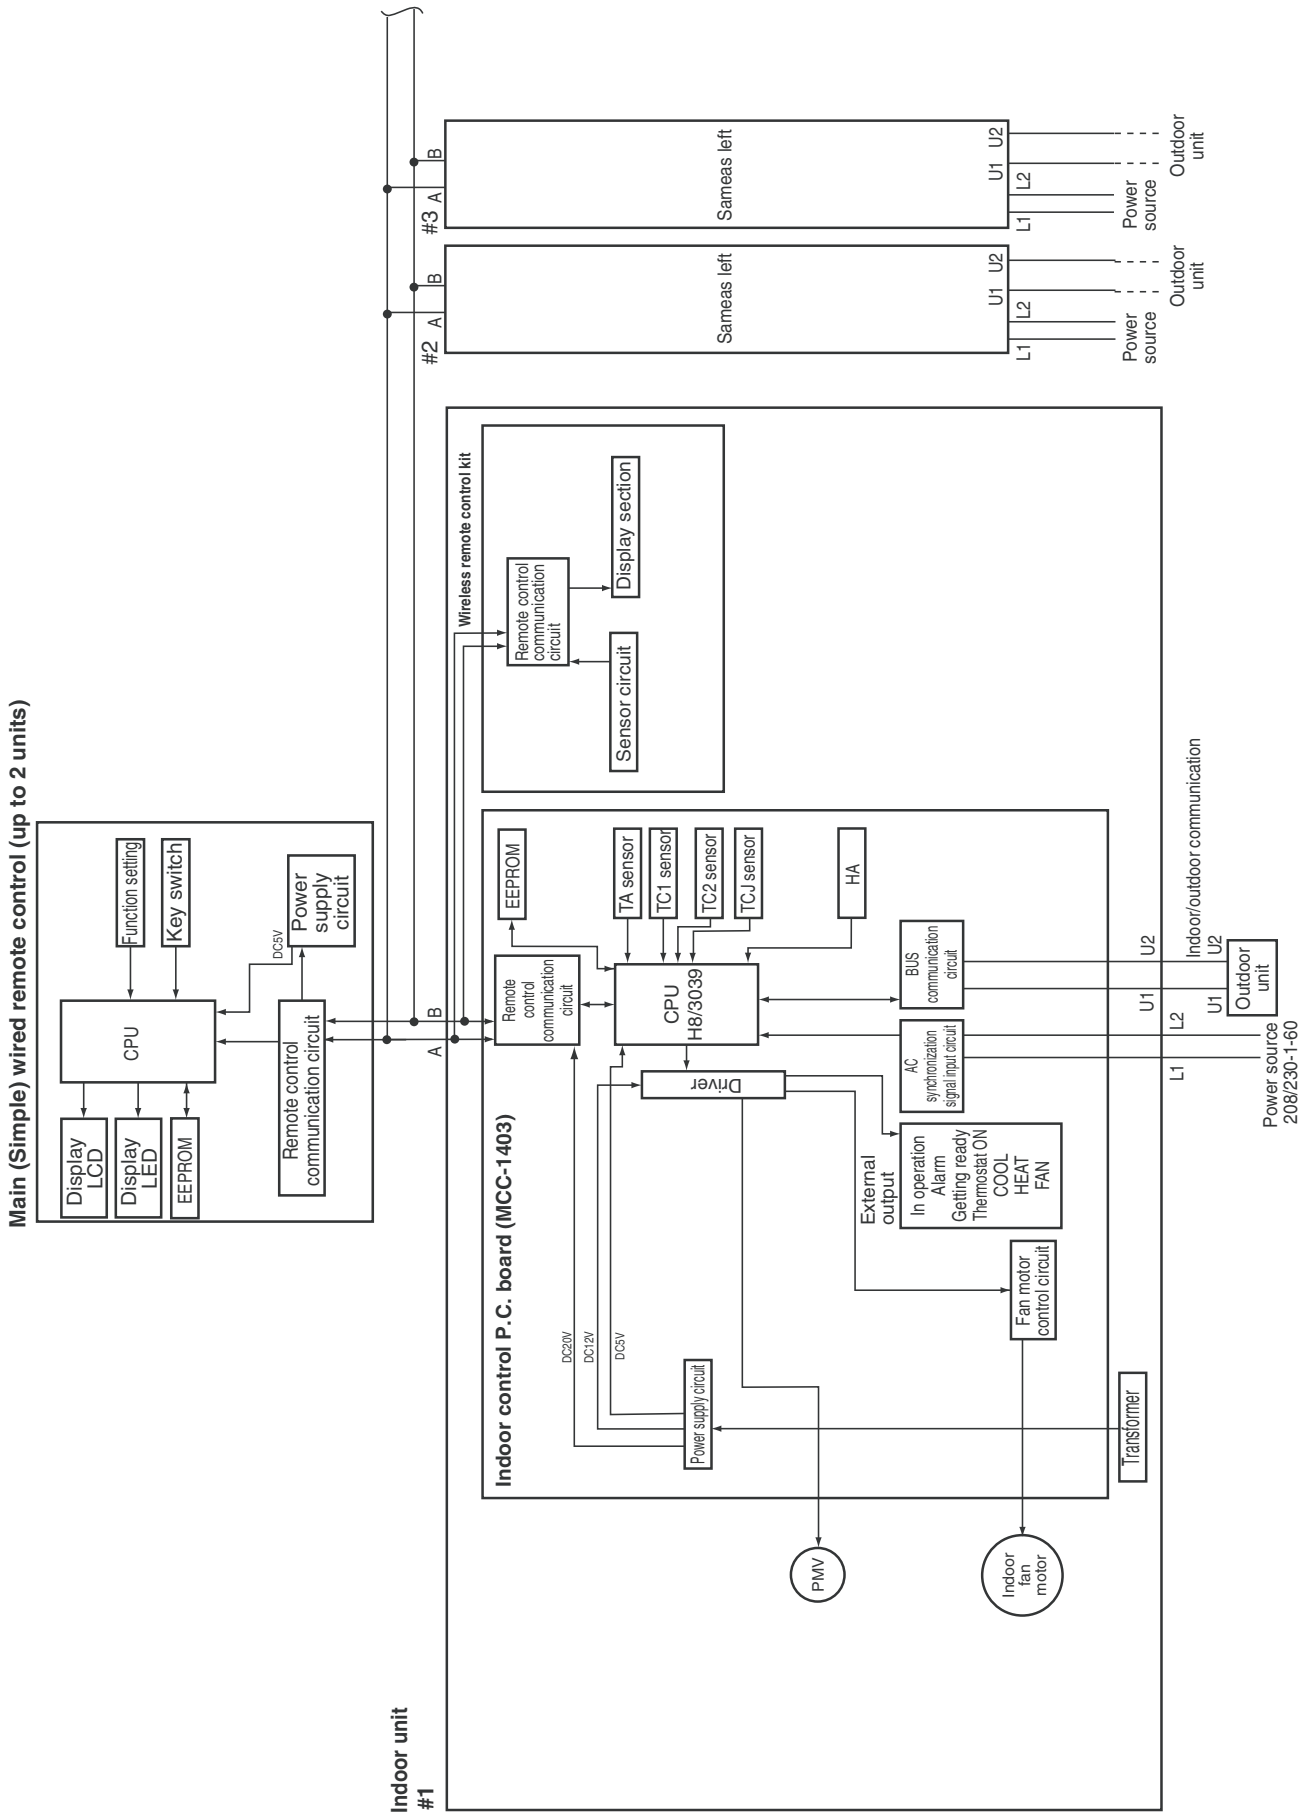 Main (Simple) wired remote control (up to 2 units)
Display
LCD
Display
LED
EEPROM
CPU
Function setting
Key switch
DC5V
Power
supply
circuit
Remote control
communication circuit
Indoor unit
#1
A
B
#2
A
B
#3
A
B
Wireless remote control kit
Indoor control P.C. board (MCC-1403)
DC20V
DC12V
DC5V
Power supply circuit
Remote
control
communication
circuit
EEPROM
CPU
H8/3039
Driver
TA sensor
TC1 sensor
TC2 sensor
TCJ sensor
HA
Remote control
communication
circuit
Sensor circuit
Display section
Sameas left
Sameas left
External
output
In operation
Alarm
Getting ready
Thermostat ON
COOL
HEAT
FAN
AC
synchronization
signal input circuit
BUS
communication
circuit
PMV
Indoor
fan
motor
Fan motor
control circuit
Transformer
L1
L2
U1
U2
Indoor/outdoor communication
U1
U2
Outdoor
unit
Power source
208/230-1-60
L1
L2
U1
U2
Power
source
Outdoor
unit
L1
L2
U1
U2
Power
source
Outdoor
unit